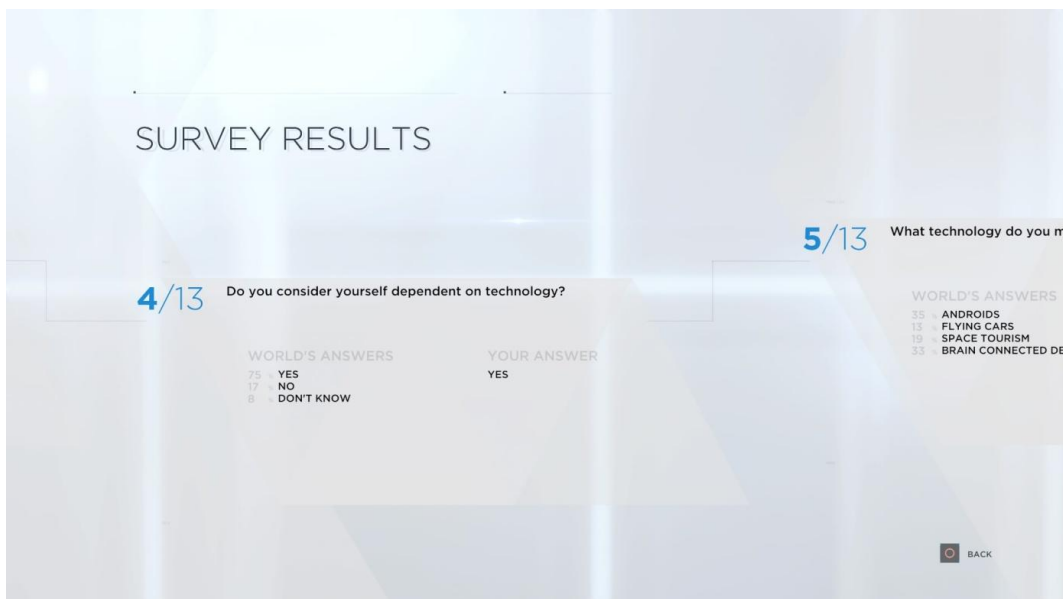 SURVEY RESULTS
4/13
Do you consider yourself dependent on technology?
WORLD'S ANSWERS
75 % YES
17 % NO
8 % DON'T KNOW
YOUR ANSWER
YES
5/13
What technology do you m
WORLD'S ANSWERS
35 % ANDROIDS
13 % FLYING CARS
19 % SPACE TOURISM
33 % BRAIN CONNECTED DE
BACK